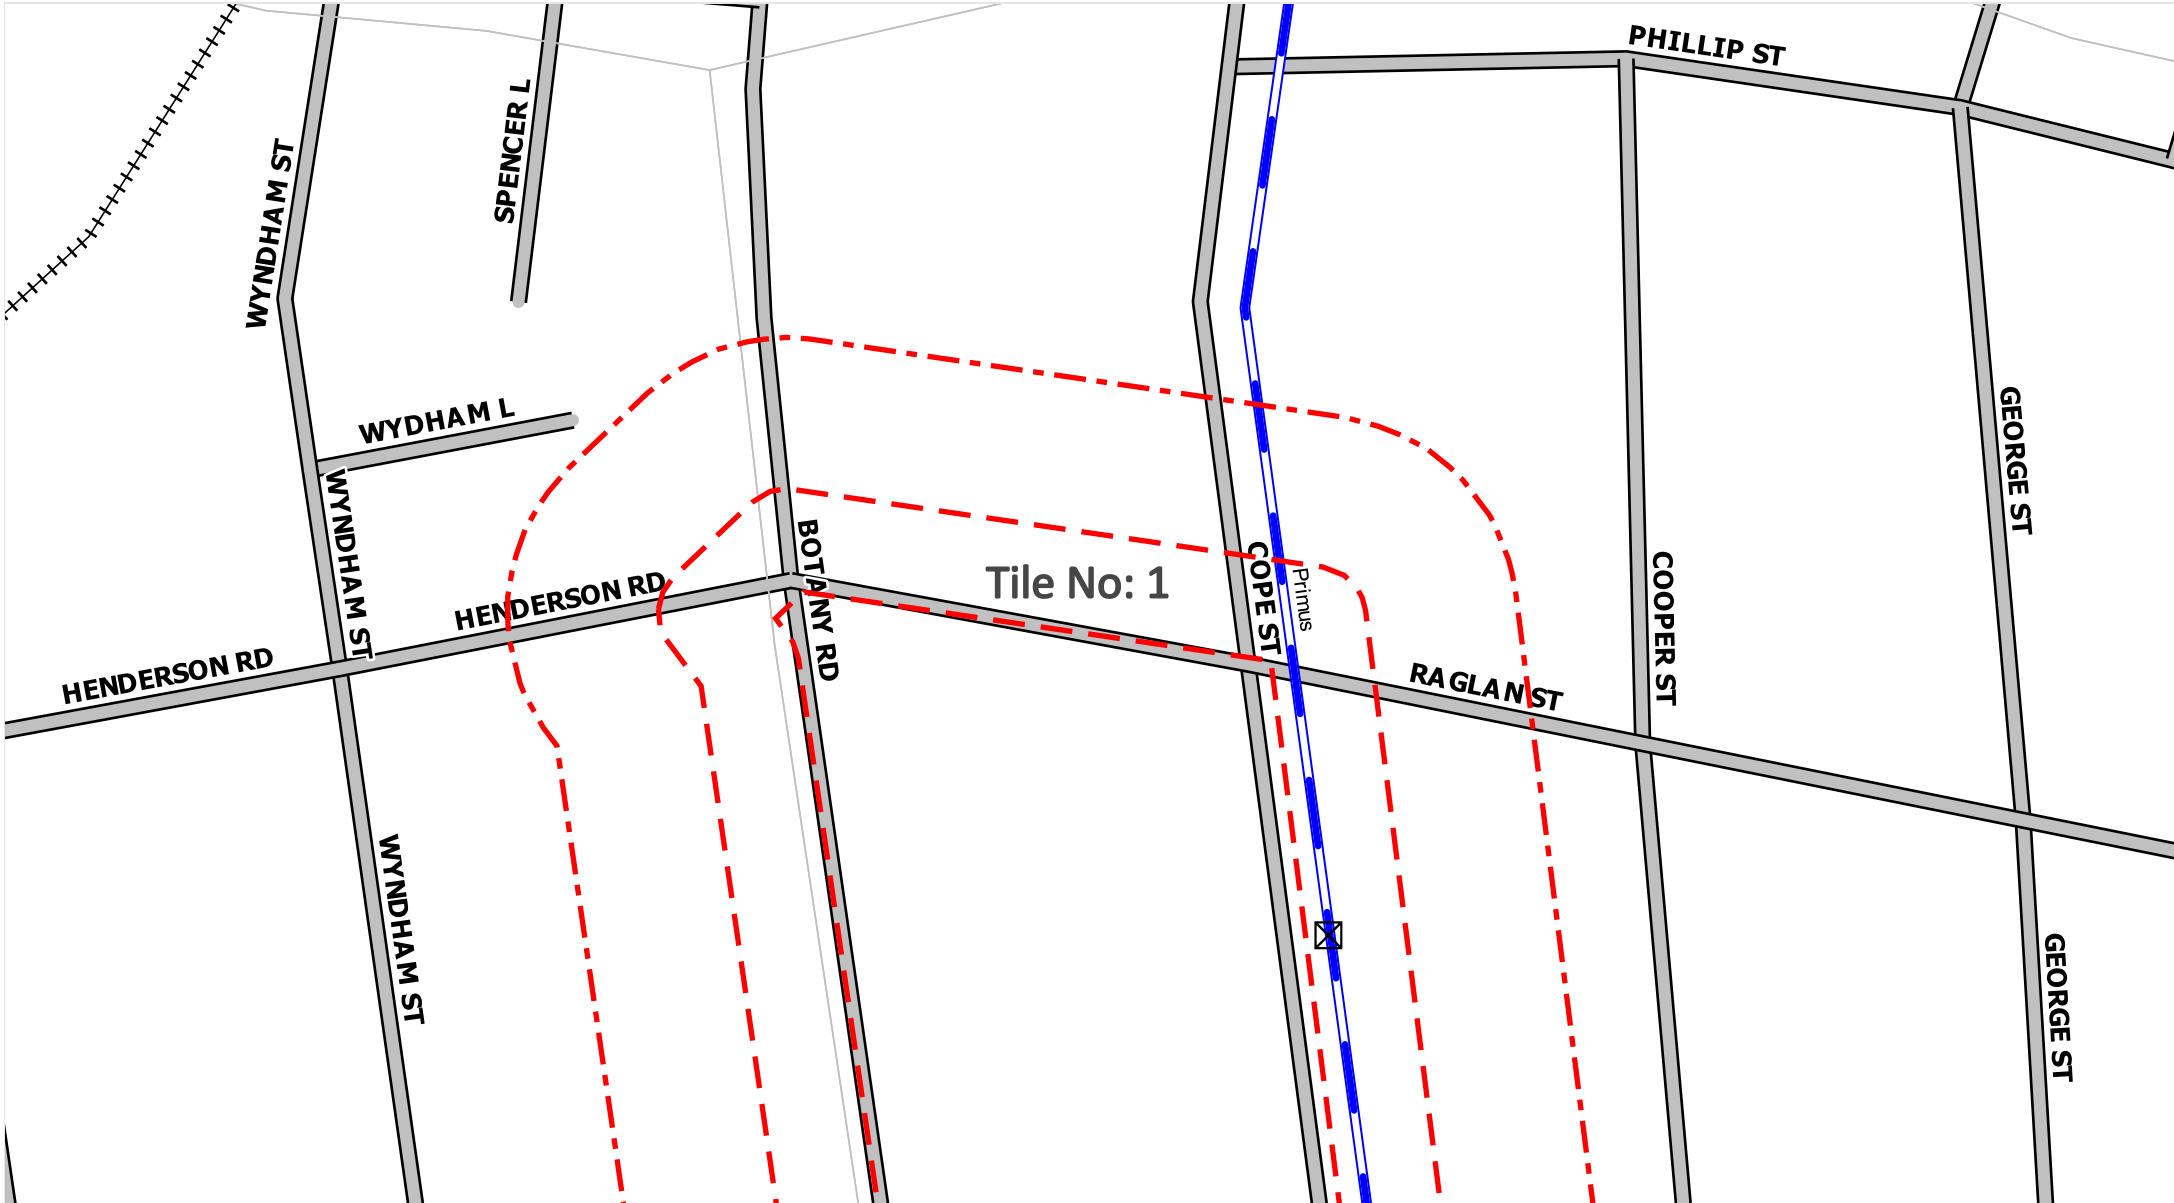 PHILLIP ST
SPENCER L
WYNDHAM ST
WYDHAM L
GEORGE ST
WYNDHAM ST
BOTANY RD
COPE ST
Primus
Tile No: 1
COOPER ST
HENDERSON RD
HENDERSON RD
RAGLAN ST
WYNDHAM ST
GEORGE ST